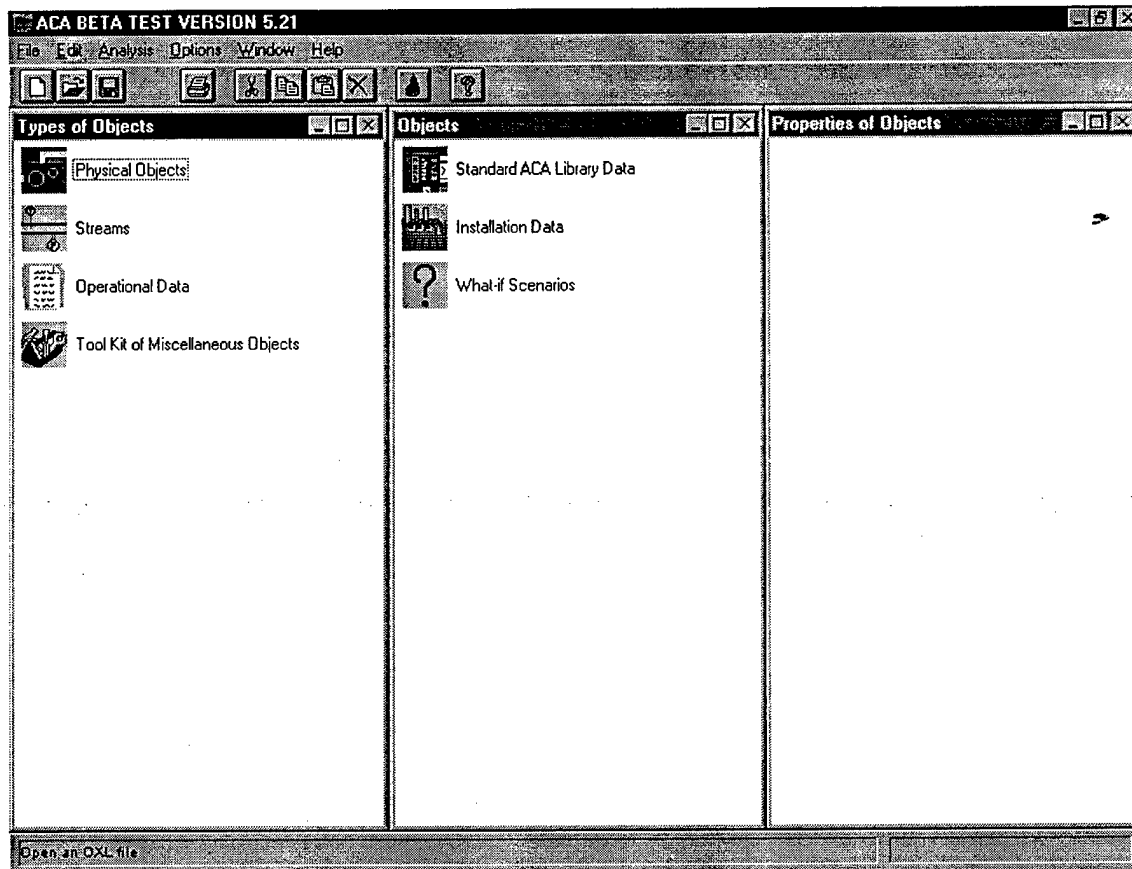 ACA BETA TEST VERSION 5.21
File Edit Analysis Options Window Help
Types of Objects
Physical Objects
Streams
Operational Data
Tool Kit of Miscellaneous Objects
Objects
Standard ACA Library Data
Installation Data
What-if Scenarios
Properties of Objects
Open an OXL file